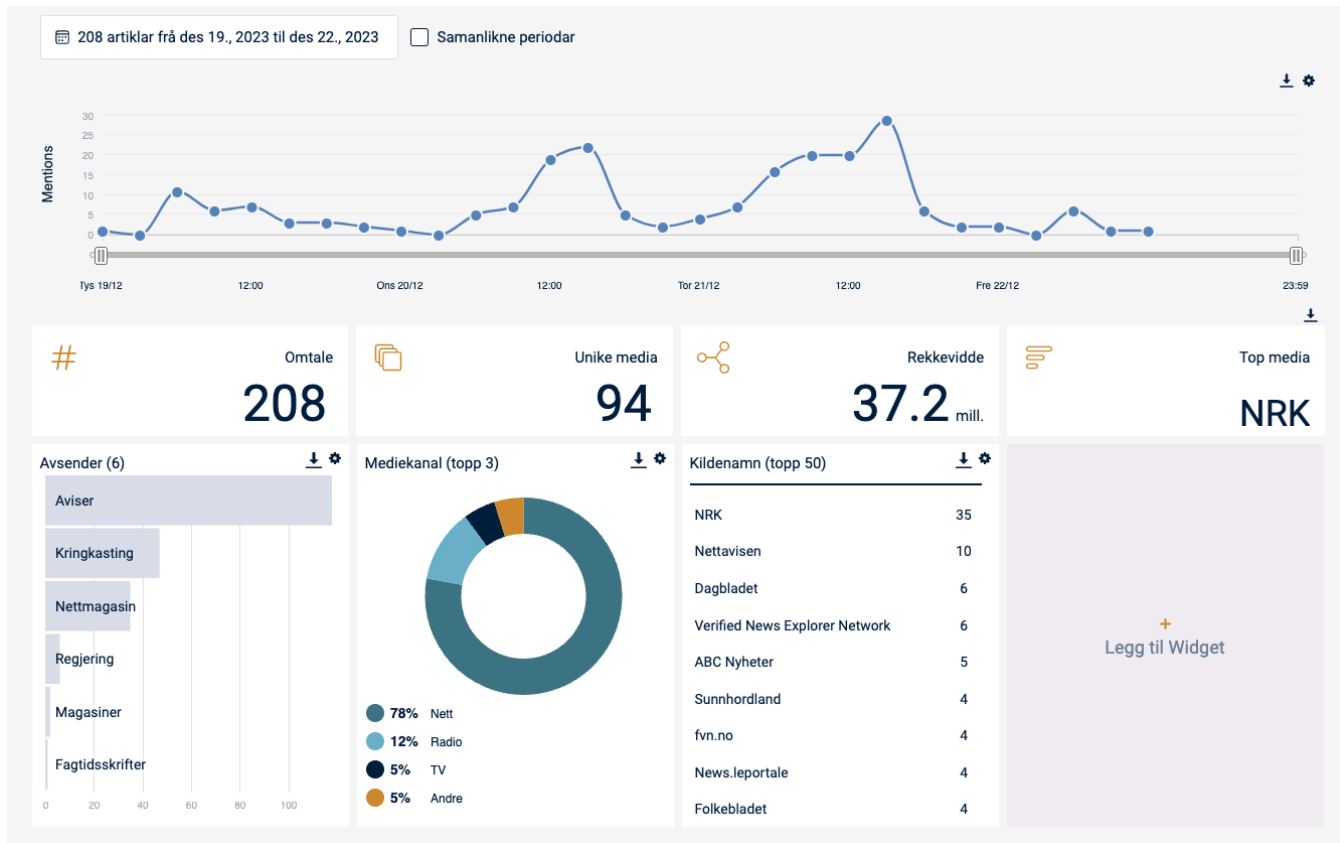 208 artiklar frå des 19., 2023 til des 22., 2023
Samanlikne periodar
Mentions
30
25
20
15
10
5
0
Tys 19/12 12:00 Ons 20/12 12:00 Tor 21/12 12:00 Fre 22/12 23:59
Omtale
208
Unike media
94
Rekkevidde
37.2 mill.
Top media
NRK
Avsender (6)
Aviser
Kringkasting
Nettmagasin
Regjering
Magasiner
Fagtidsskrifter
0 20 40 60 80 100
Mediekanal (topp 3)
78% Nett
12% Radio
5% TV
5% Andre
Kildenamn (topp 50)
NRK 35
Nettavisen 10
Dagbladet 6
Verified News Explorer Network 6
ABC Nyheter 5
Sunnhordland 4
fvn.no 4
News.leportale 4
Folkebladet 4
+
Legg til Widget